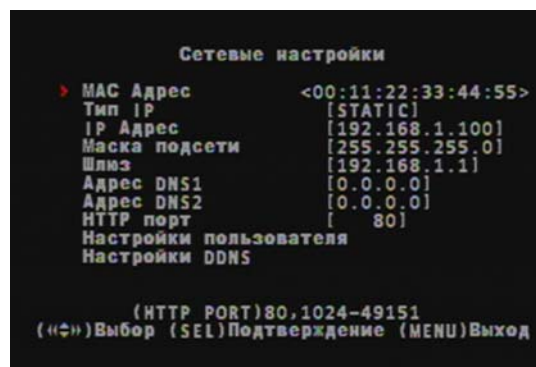 Сетевые настройки
> MAC Адрес <00:11:22:33:44:55>
Тип IP [STATIC]
IP Адрес [192.168.1.100]
Маска подсети [255.255.255.0]
Шлюз [192.168.1.1]
Адрес DNS1 [0.0.0.0]
Адрес DNS2 [0.0.0.0]
HTTP порт [ 80]
Настройки пользователя
Настройки DDNS
(HTTP PORT)80,1024-49151
(«⬍»)Выбор (SEL)Подтверждение (MENU)Выход